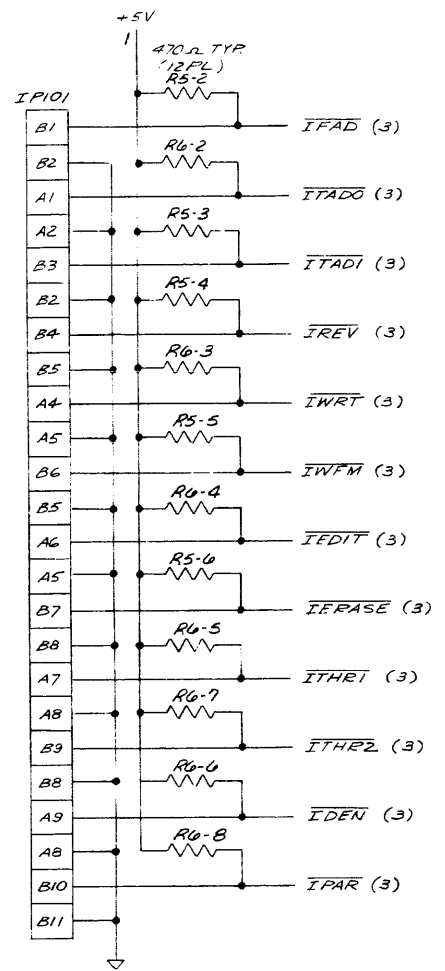 +5V
1
470Ω TYP.
(12PL)
R5-2
IP101
B1 IFAD (3)
B2 R6-2
A1 ITAD0 (3)
A2 R5-3
B3 ITAD1 (3)
B2 R5-4
B4 IREV (3)
B5 R6-3
A4 IWRT (3)
A5 R5-5
B6 IWFM (3)
B5 R6-4
A6 IEDIT (3)
A5 R5-6
B7 IERASE (3)
B8 R6-5
A7 ITHR1 (3)
A8 R6-7
B9 ITHR2 (3)
B8 R6-6
A9 IDEN (3)
A8 R6-8
B10 IPAR (3)
B11